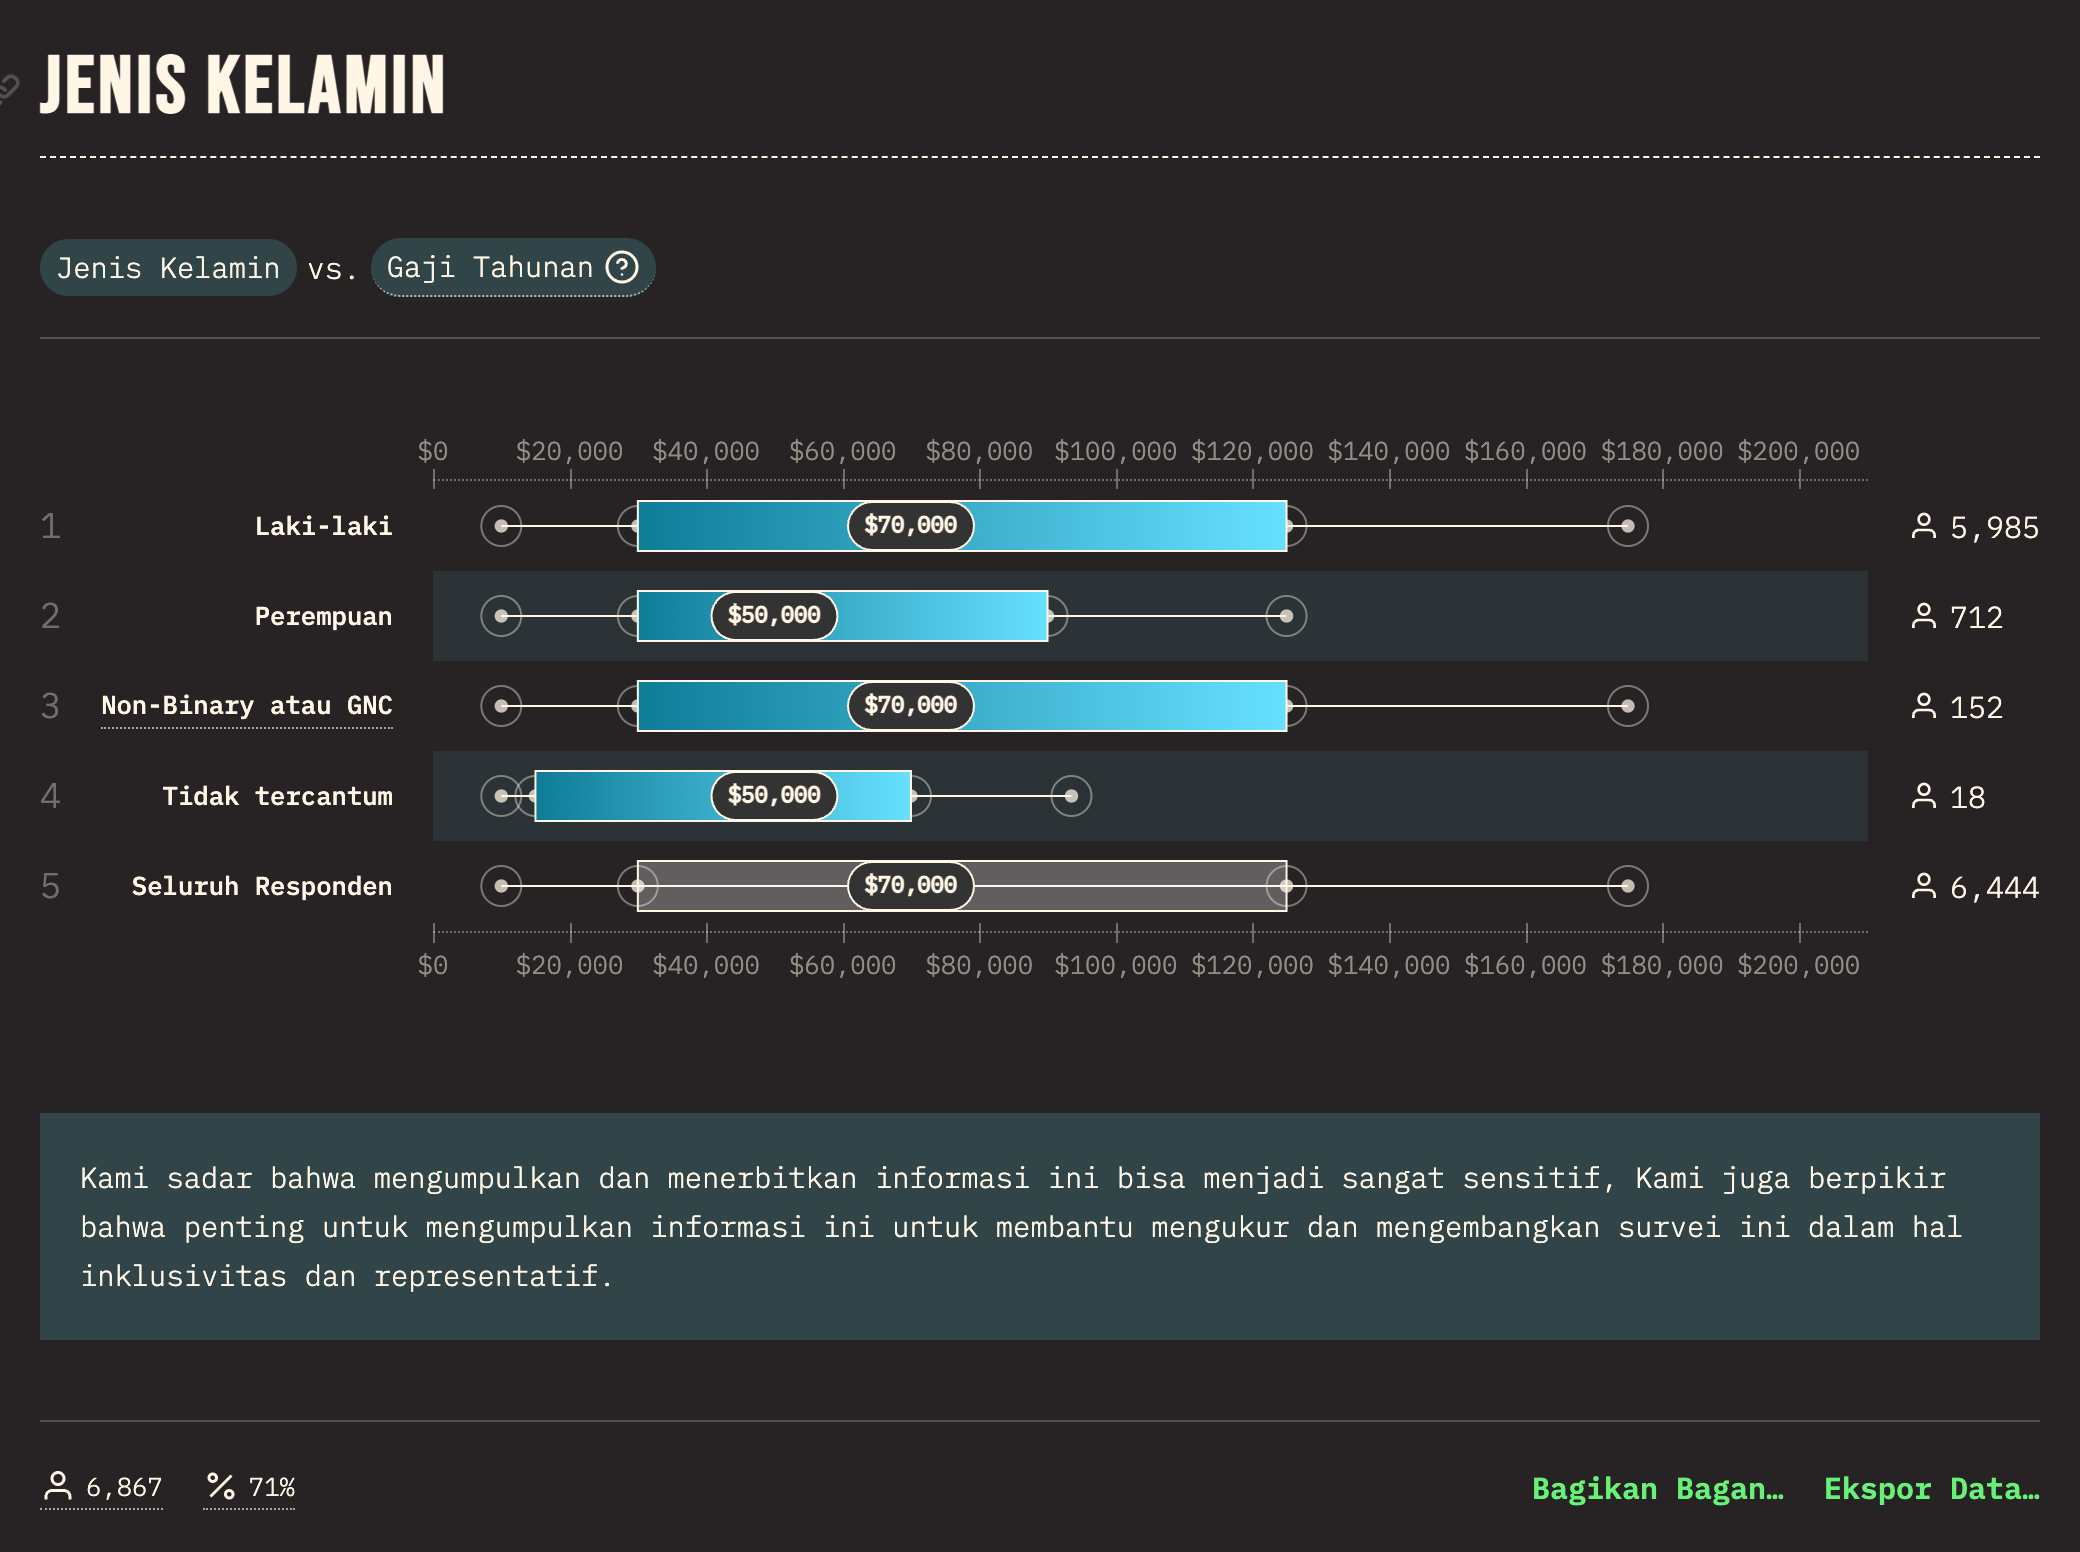 JENIS KELAMIN
Jenis Kelamin vs. Gaji Tahunan ?
$0 $20,000 $40,000 $60,000 $80,000 $100,000 $120,000 $140,000 $160,000 $180,000 $200,000
1 Laki-laki $70,000 5,985
2 Perempuan $50,000 712
3 Non-Binary atau GNC $70,000 152
4 Tidak tercantum $50,000 18
5 Seluruh Responden $70,000 6,444
$0 $20,000 $40,000 $60,000 $80,000 $100,000 $120,000 $140,000 $160,000 $180,000 $200,000
Kami sadar bahwa mengumpulkan dan menerbitkan informasi ini bisa menjadi sangat sensitif, Kami juga berpikir
bahwa penting untuk mengumpulkan informasi ini untuk membantu mengukur dan mengembangkan survei ini dalam hal
inklusivitas dan representatif.
6,867 % 71% Bagikan Bagan… Ekspor Data…